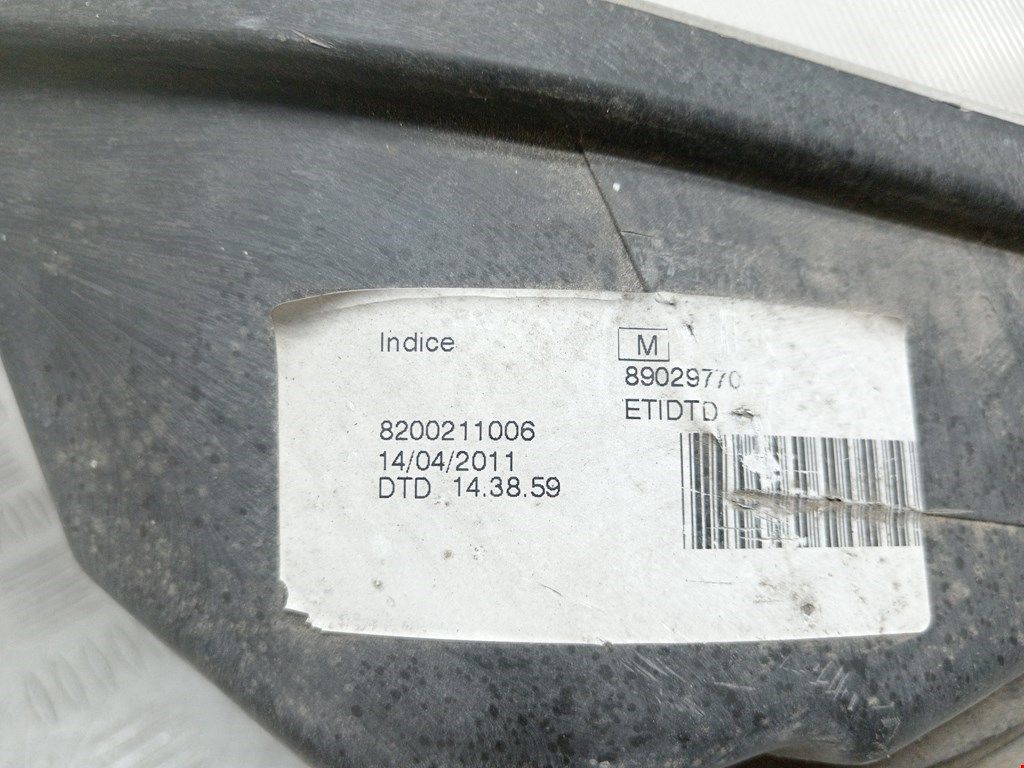 Indice
M
89029770
ETIDTD
8200211006
14/04/2011
DTD 14.38.59